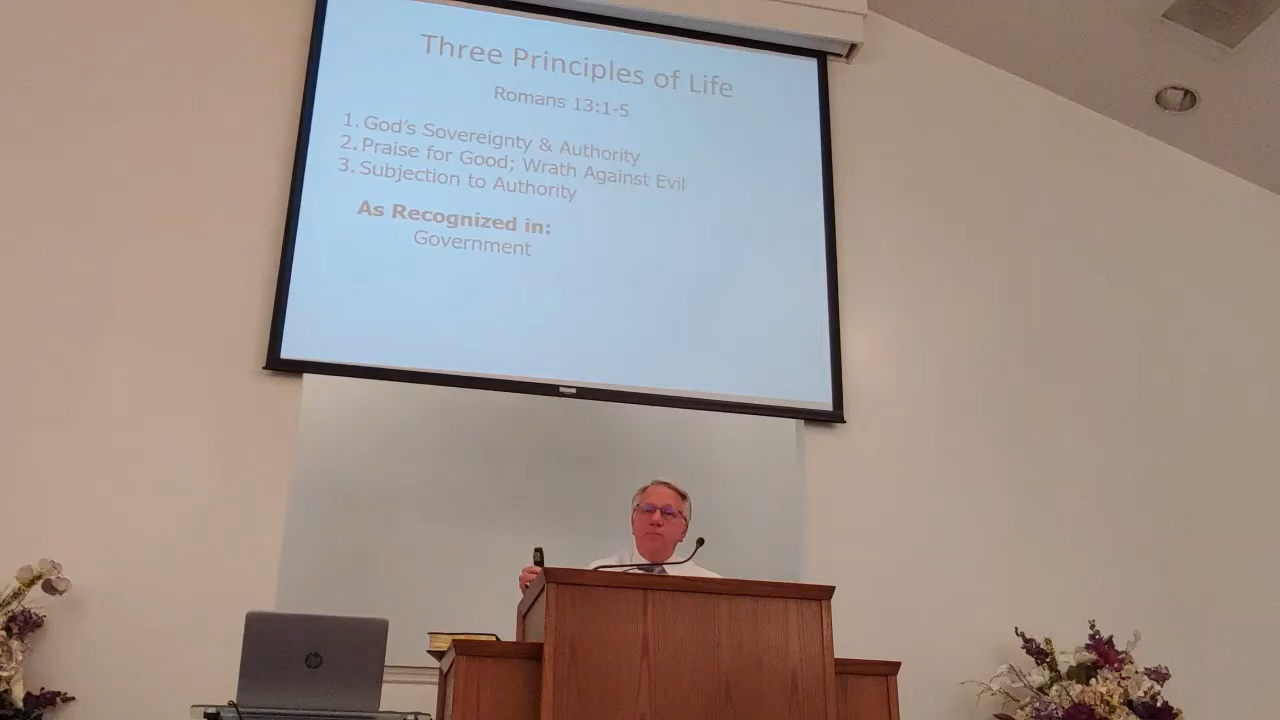 Three Principles of Life
Romans 13:1-5
1. God's Sovereignty & Authority
2. Praise for Good; Wrath Against Evil
3. Subjection to Authority
As Recognized in:
Government
hp